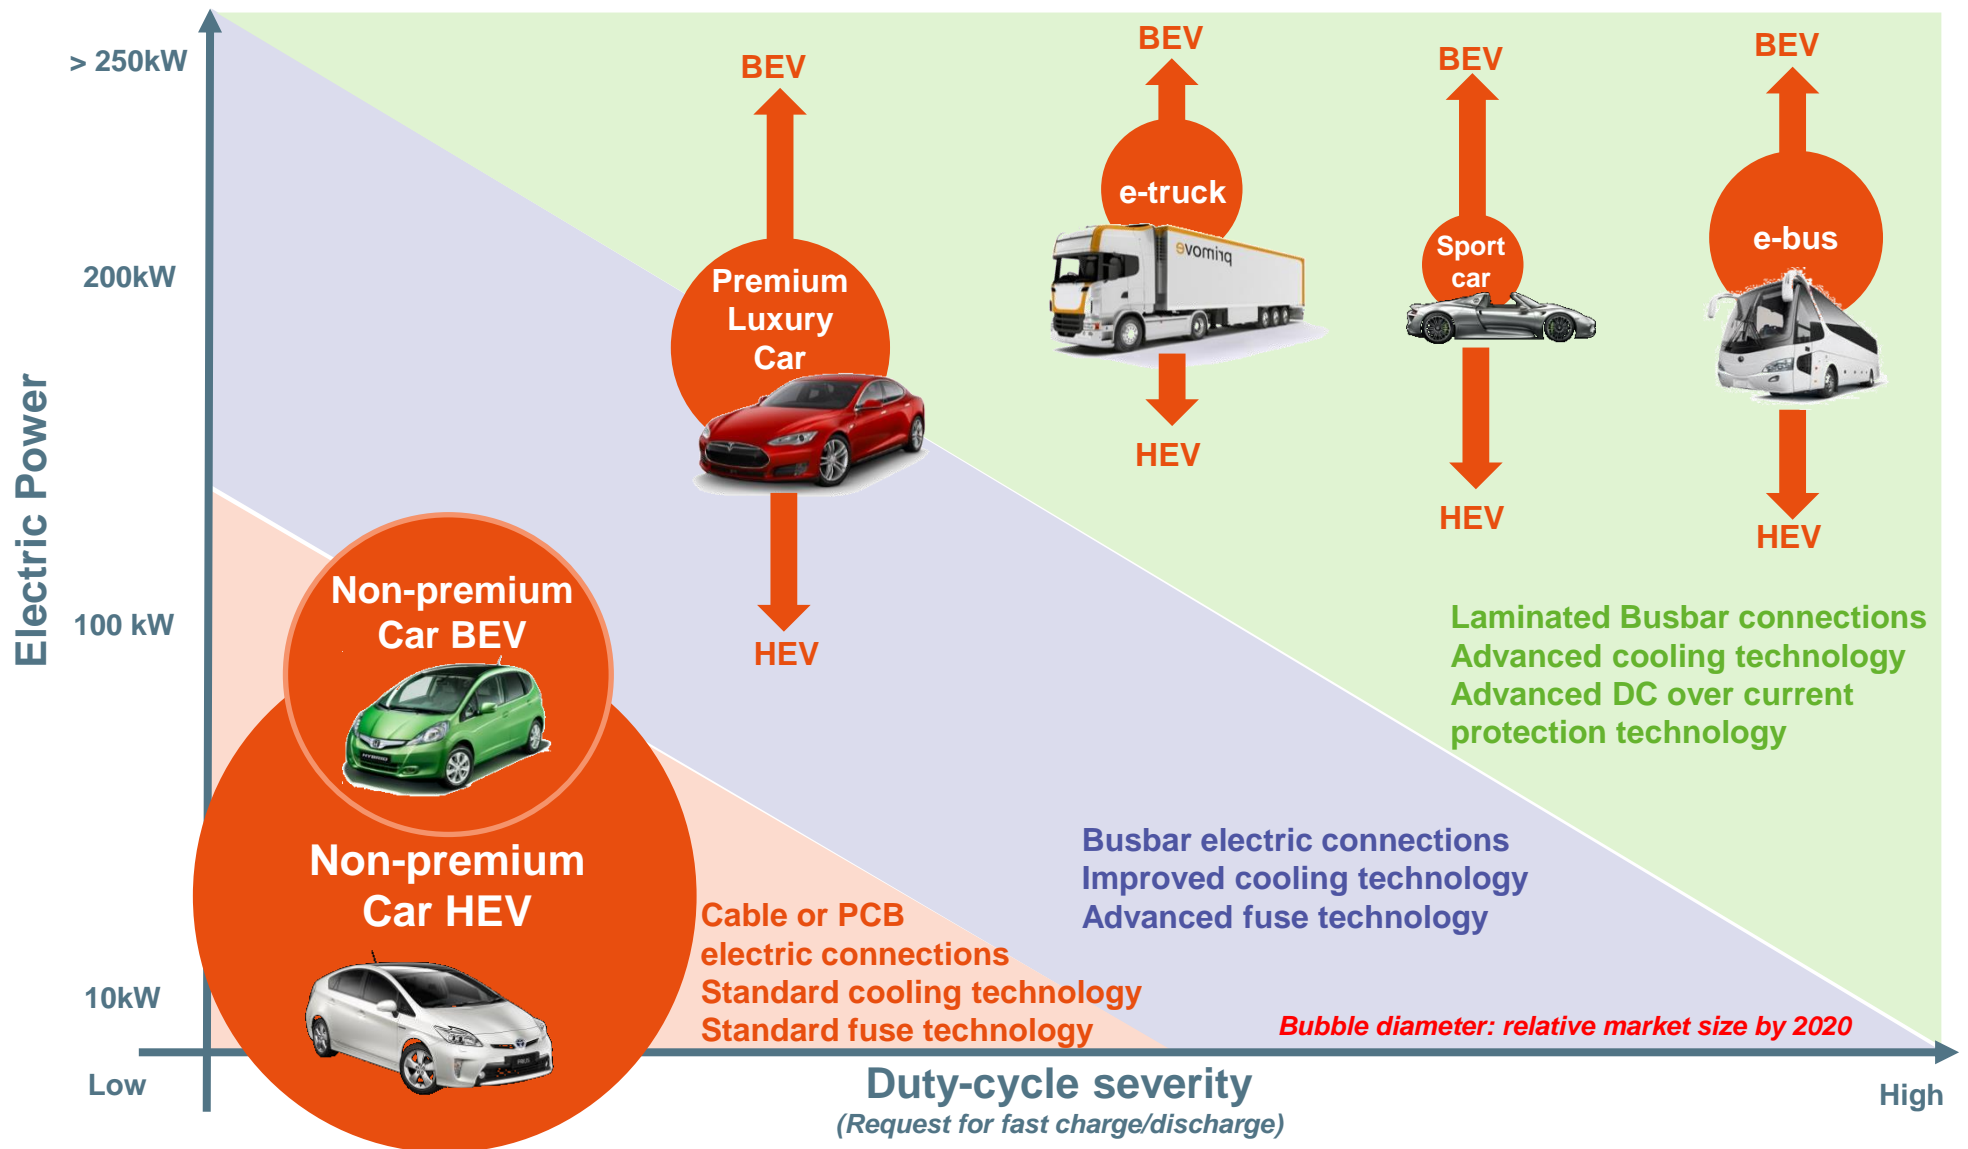 > 250kW
200kW
100 kW
10kW
Electric Power
Low
High
Duty-cycle severity
(Request for fast charge/discharge)
BEV
Premium
Luxury
Car
HEV
BEV
e-truck
primove
HEV
BEV
Sport
car
HEV
BEV
e-bus
HEV
Non-premium
Car BEV
HYBRID
Non-premium
Car HEV
PRIUS
Laminated Busbar connections
Advanced cooling technology
Advanced DC over current
protection technology
Busbar electric connections
Improved cooling technology
Advanced fuse technology
Cable or PCB
electric connections
Standard cooling technology
Standard fuse technology
Bubble diameter: relative market size by 2020